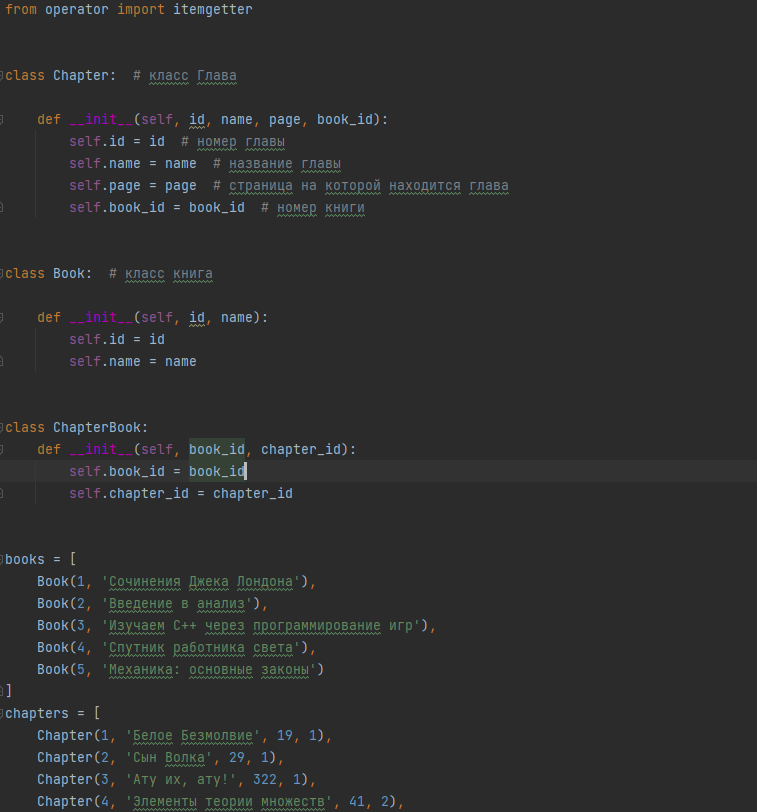 from operator import itemgetter
class Chapter:  # класс Глава
    def __init__(self, id, name, page, book_id):
        self.id = id  # номер главы
        self.name = name  # название главы
        self.page = page  # страница на которой находится глава
        self.book_id = book_id  # номер книги
class Book:  # класс книга
    def __init__(self, id, name):
        self.id = id
        self.name = name
class ChapterBook:
    def __init__(self, book_id, chapter_id):
        self.book_id = book_id
        self.chapter_id = chapter_id
books = [
    Book(1, 'Сочинения Джека Лондона'),
    Book(2, 'Введение в анализ'),
    Book(3, 'Изучаем C++ через программирование игр'),
    Book(4, 'Спутник работника света'),
    Book(5, 'Механика: основные законы')
]
chapters = [
    Chapter(1, 'Белое Безмолвие', 19, 1),
    Chapter(2, 'Сын Волка', 29, 1),
    Chapter(3, 'Ату их, ату!', 322, 1),
    Chapter(4, 'Элементы теории множеств', 41, 2),